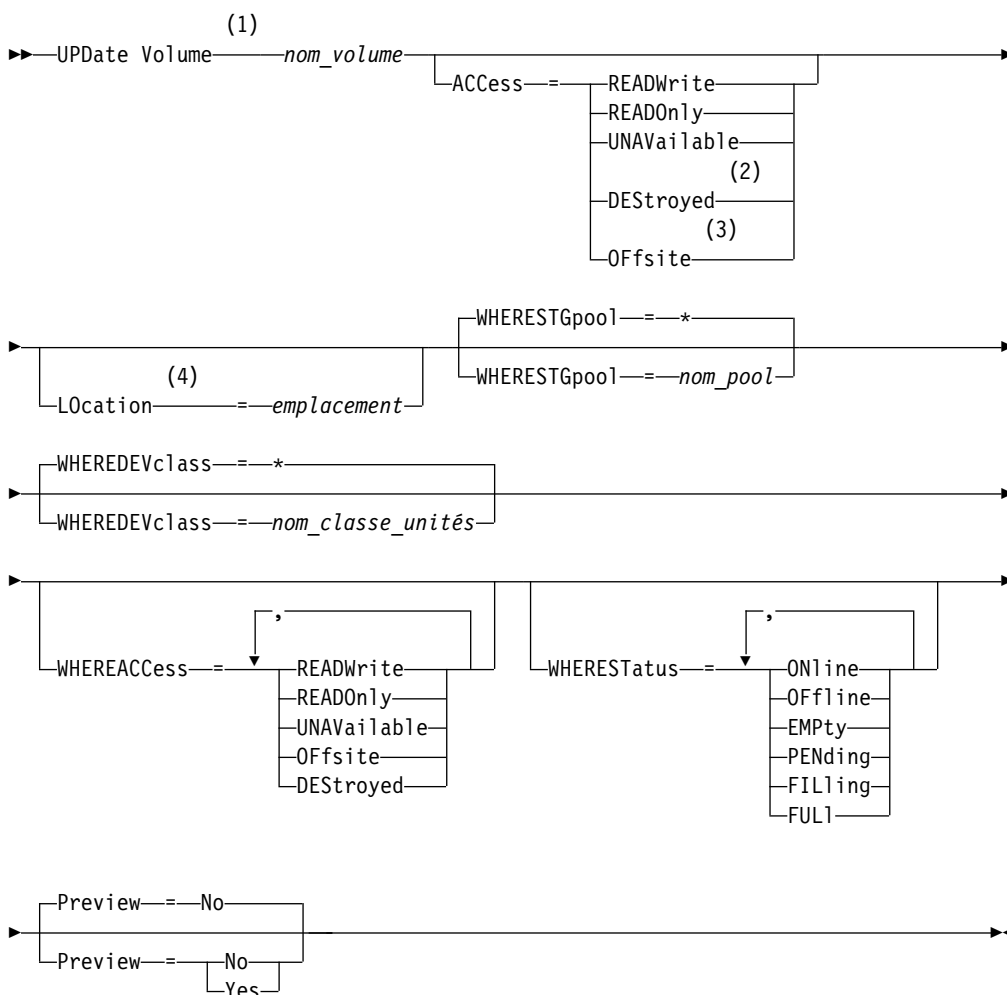 (1)
UPDate Volume nom_volume
ACCess = READWrite
READOnly
UNAVailable
(2)
DEStroyed
(3)
OFfsite
WHERESTGpool = *
WHERESTGpool = nom_pool
(4)
LOcation = emplacement
WHEREDEVclass = *
WHEREDEVclass = nom_classe_unités
, ,
WHEREACCess = READWrite WHERESTatus = ONline
READOnly OFfline
UNAVailable EMPty
OFfsite PENding
DEStroyed FILling
FULl
Preview = No
Preview = No
Yes